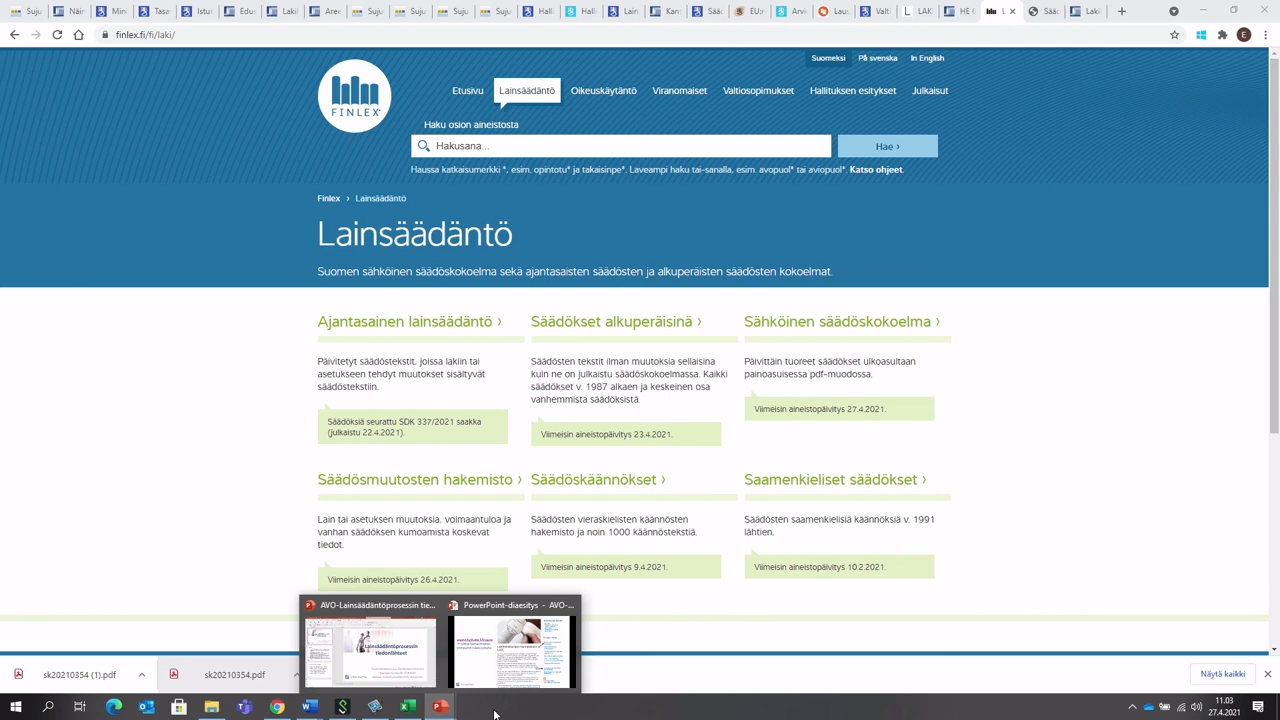 finlex.fi/fi/laki/
E
Suomeksi
På svenska
In English
FINLEX
Etusivu
Lainsäädäntö
Oikeuskäytäntö
Viranomaiset
Valtiosopimukset
Hallituksen esitykset
Julkaisut
Haku osion aineistosta
Hakusana...
Hae ›
Haussa katkaisumerkki *, esim. opintotu* ja takaisinpe*. Laveampi haku tai-sanalla, esim. avopuol* tai aviopuol*. Katso ohjeet.
Finlex › Lainsäädäntö
Lainsäädäntö
Suomen sähköinen säädöskokoelma sekä ajantasaisten säädösten ja alkuperäisten säädösten kokoelmat.
Ajantasainen lainsäädäntö ›
Päivitetyt säädöstekstit, joissa lakiin tai
asetukseen tehdyt muutokset sisältyvät
säädöstekstiin.
Säädöksiä seurattu SDK 337/2021 saakka
(julkaistu 22.4.2021).
Säädökset alkuperäisinä ›
Säädösten tekstit ilman muutoksia sellaisina
kuin ne on julkaistu säädöskokoelmassa. Kaikki
säädökset v. 1987 alkaen ja keskeinen osa
vanhemmista säädöksistä.
Viimeisin aineistopäivitys 23.4.2021.
Sähköinen säädöskokoelma ›
Päivittäin tuoreet säädökset ulkoasultaan
painoasuisessa pdf-muodossa.
Viimeisin aineistopäivitys 27.4.2021.
Säädösmuutosten hakemisto ›
Lain tai asetuksen muutoksia, voimaantuloa ja
vanhan säädöksen kumoamista koskevat
tiedot.
Viimeisin aineistopäivitys 26.4.2021.
Säädöskäännökset ›
Säädösten vieraskielisten käännösten
hakemisto ja noin 1000 käännöstekstiä.
Viimeisin aineistopäivitys 9.4.2021.
Saamenkieliset säädökset ›
Säädösten saamenkielisiä käännöksiä v. 1991
lähtien.
Viimeisin aineistopäivitys 10.2.2021.
AVO-Lainsäädäntöprosessin tie...
PowerPoint-diaesitys - AVO-...
Lainsäädäntöprosessin
tiedonlähteet
Näytä kaikki
11.03
27.4.2021